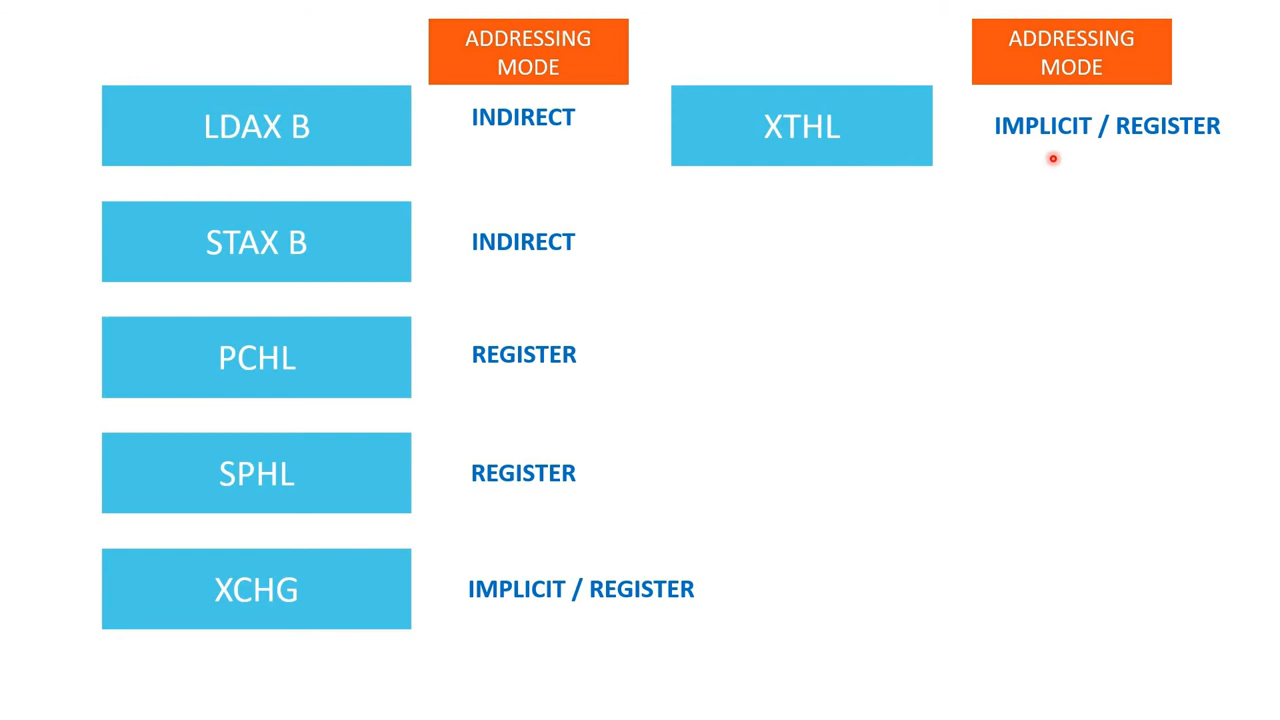 ADDRESSING
MODE
ADDRESSING
MODE
LDAX B
INDIRECT
XTHL
IMPLICIT / REGISTER
STAX B
INDIRECT
PCHL
REGISTER
SPHL
REGISTER
XCHG
IMPLICIT / REGISTER